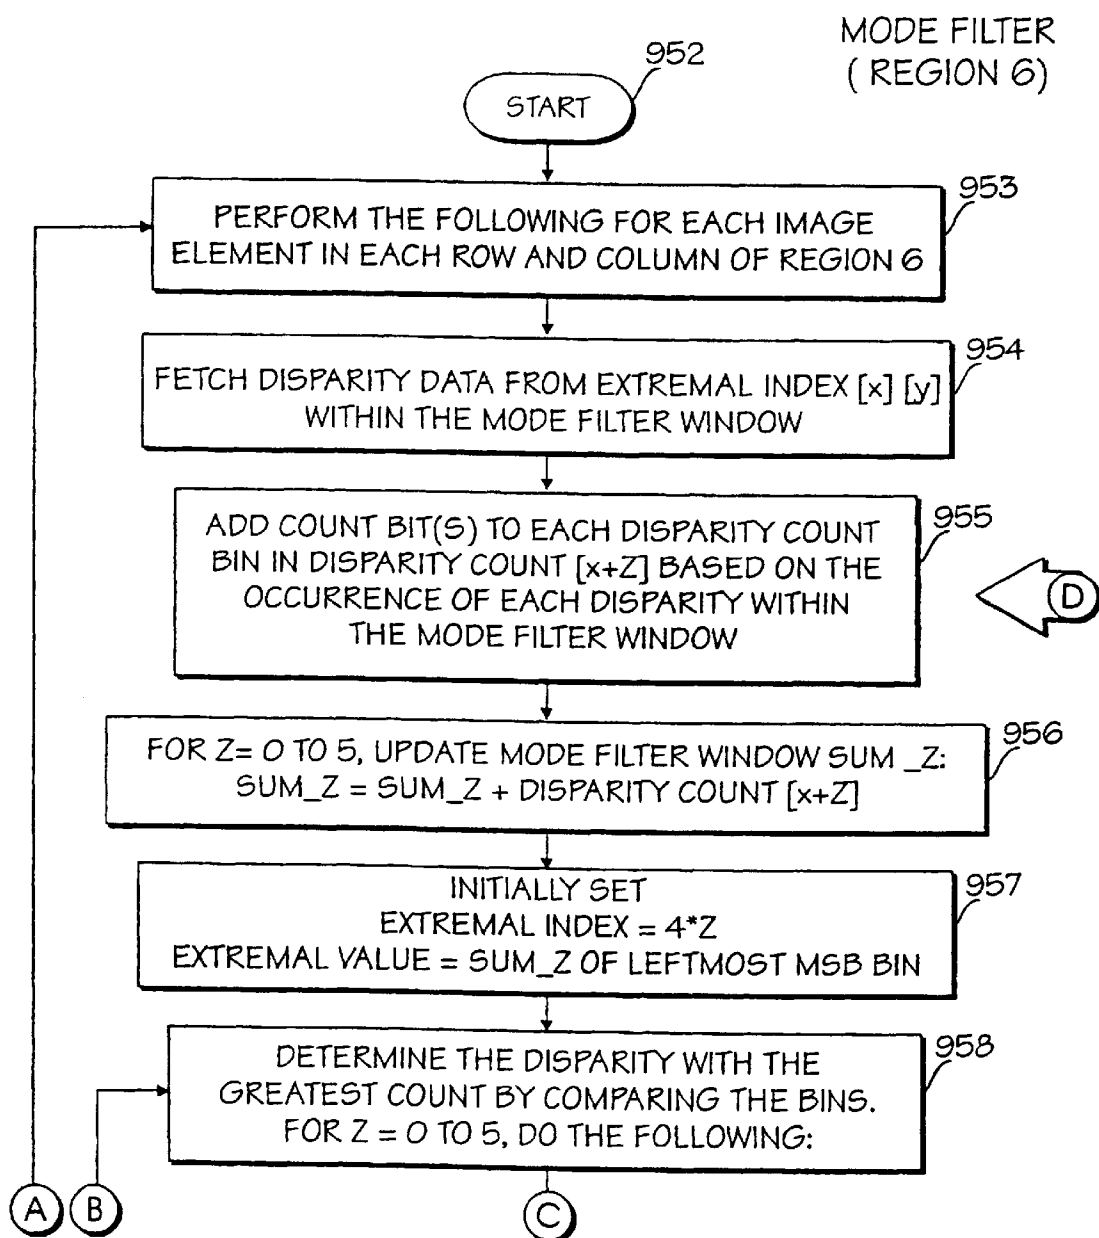 MODE FILTER
( REGION 6)
952
START
953
PERFORM THE FOLLOWING FOR EACH IMAGE
ELEMENT IN EACH ROW AND COLUMN OF REGION 6
954
FETCH DISPARITY DATA FROM EXTREMAL INDEX [x] [y]
WITHIN THE MODE FILTER WINDOW
955
ADD COUNT BIT(S) TO EACH DISPARITY COUNT
BIN IN DISPARITY COUNT [x+Z] BASED ON THE
OCCURRENCE OF EACH DISPARITY WITHIN
THE MODE FILTER WINDOW
D
956
FOR Z= 0 TO 5, UPDATE MODE FILTER WINDOW SUM _Z:
SUM_Z = SUM_Z + DISPARITY COUNT [x+Z]
957
INITIALLY SET
EXTREMAL INDEX = 4*Z
EXTREMAL VALUE = SUM_Z OF LEFTMOST MSB BIN
958
DETERMINE THE DISPARITY WITH THE
GREATEST COUNT BY COMPARING THE BINS.
FOR Z = 0 TO 5, DO THE FOLLOWING:
A B C